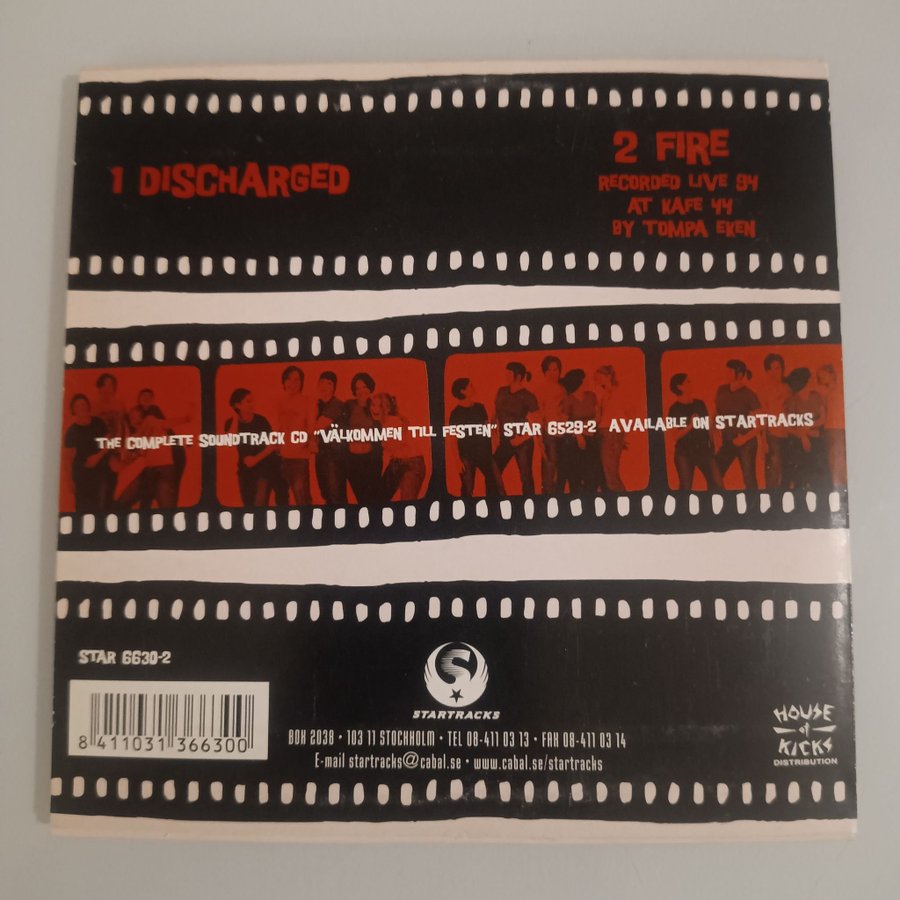 1 DISCHARGED
2 FIRE
RECORDED LIVE 94
AT KAFE 44
BY TOMPA EKEN
THE COMPLETE SOUNDTRACK CD "VÄLKOMMEN TILL FESTEN" STAR 6529-2 AVAILABLE ON STARTRACKS
STAR 6630-2
8 411031 366300
S
STARTRACKS
BOX 2038 • 103 11 STOCKHOLM • TEL 08-411 03 13 • FAX 08-411 03 14
E-mail startracks@cabal.se • www.cabal.se/startracks
HOUSE
of
KICKS
DISTRIBUTION